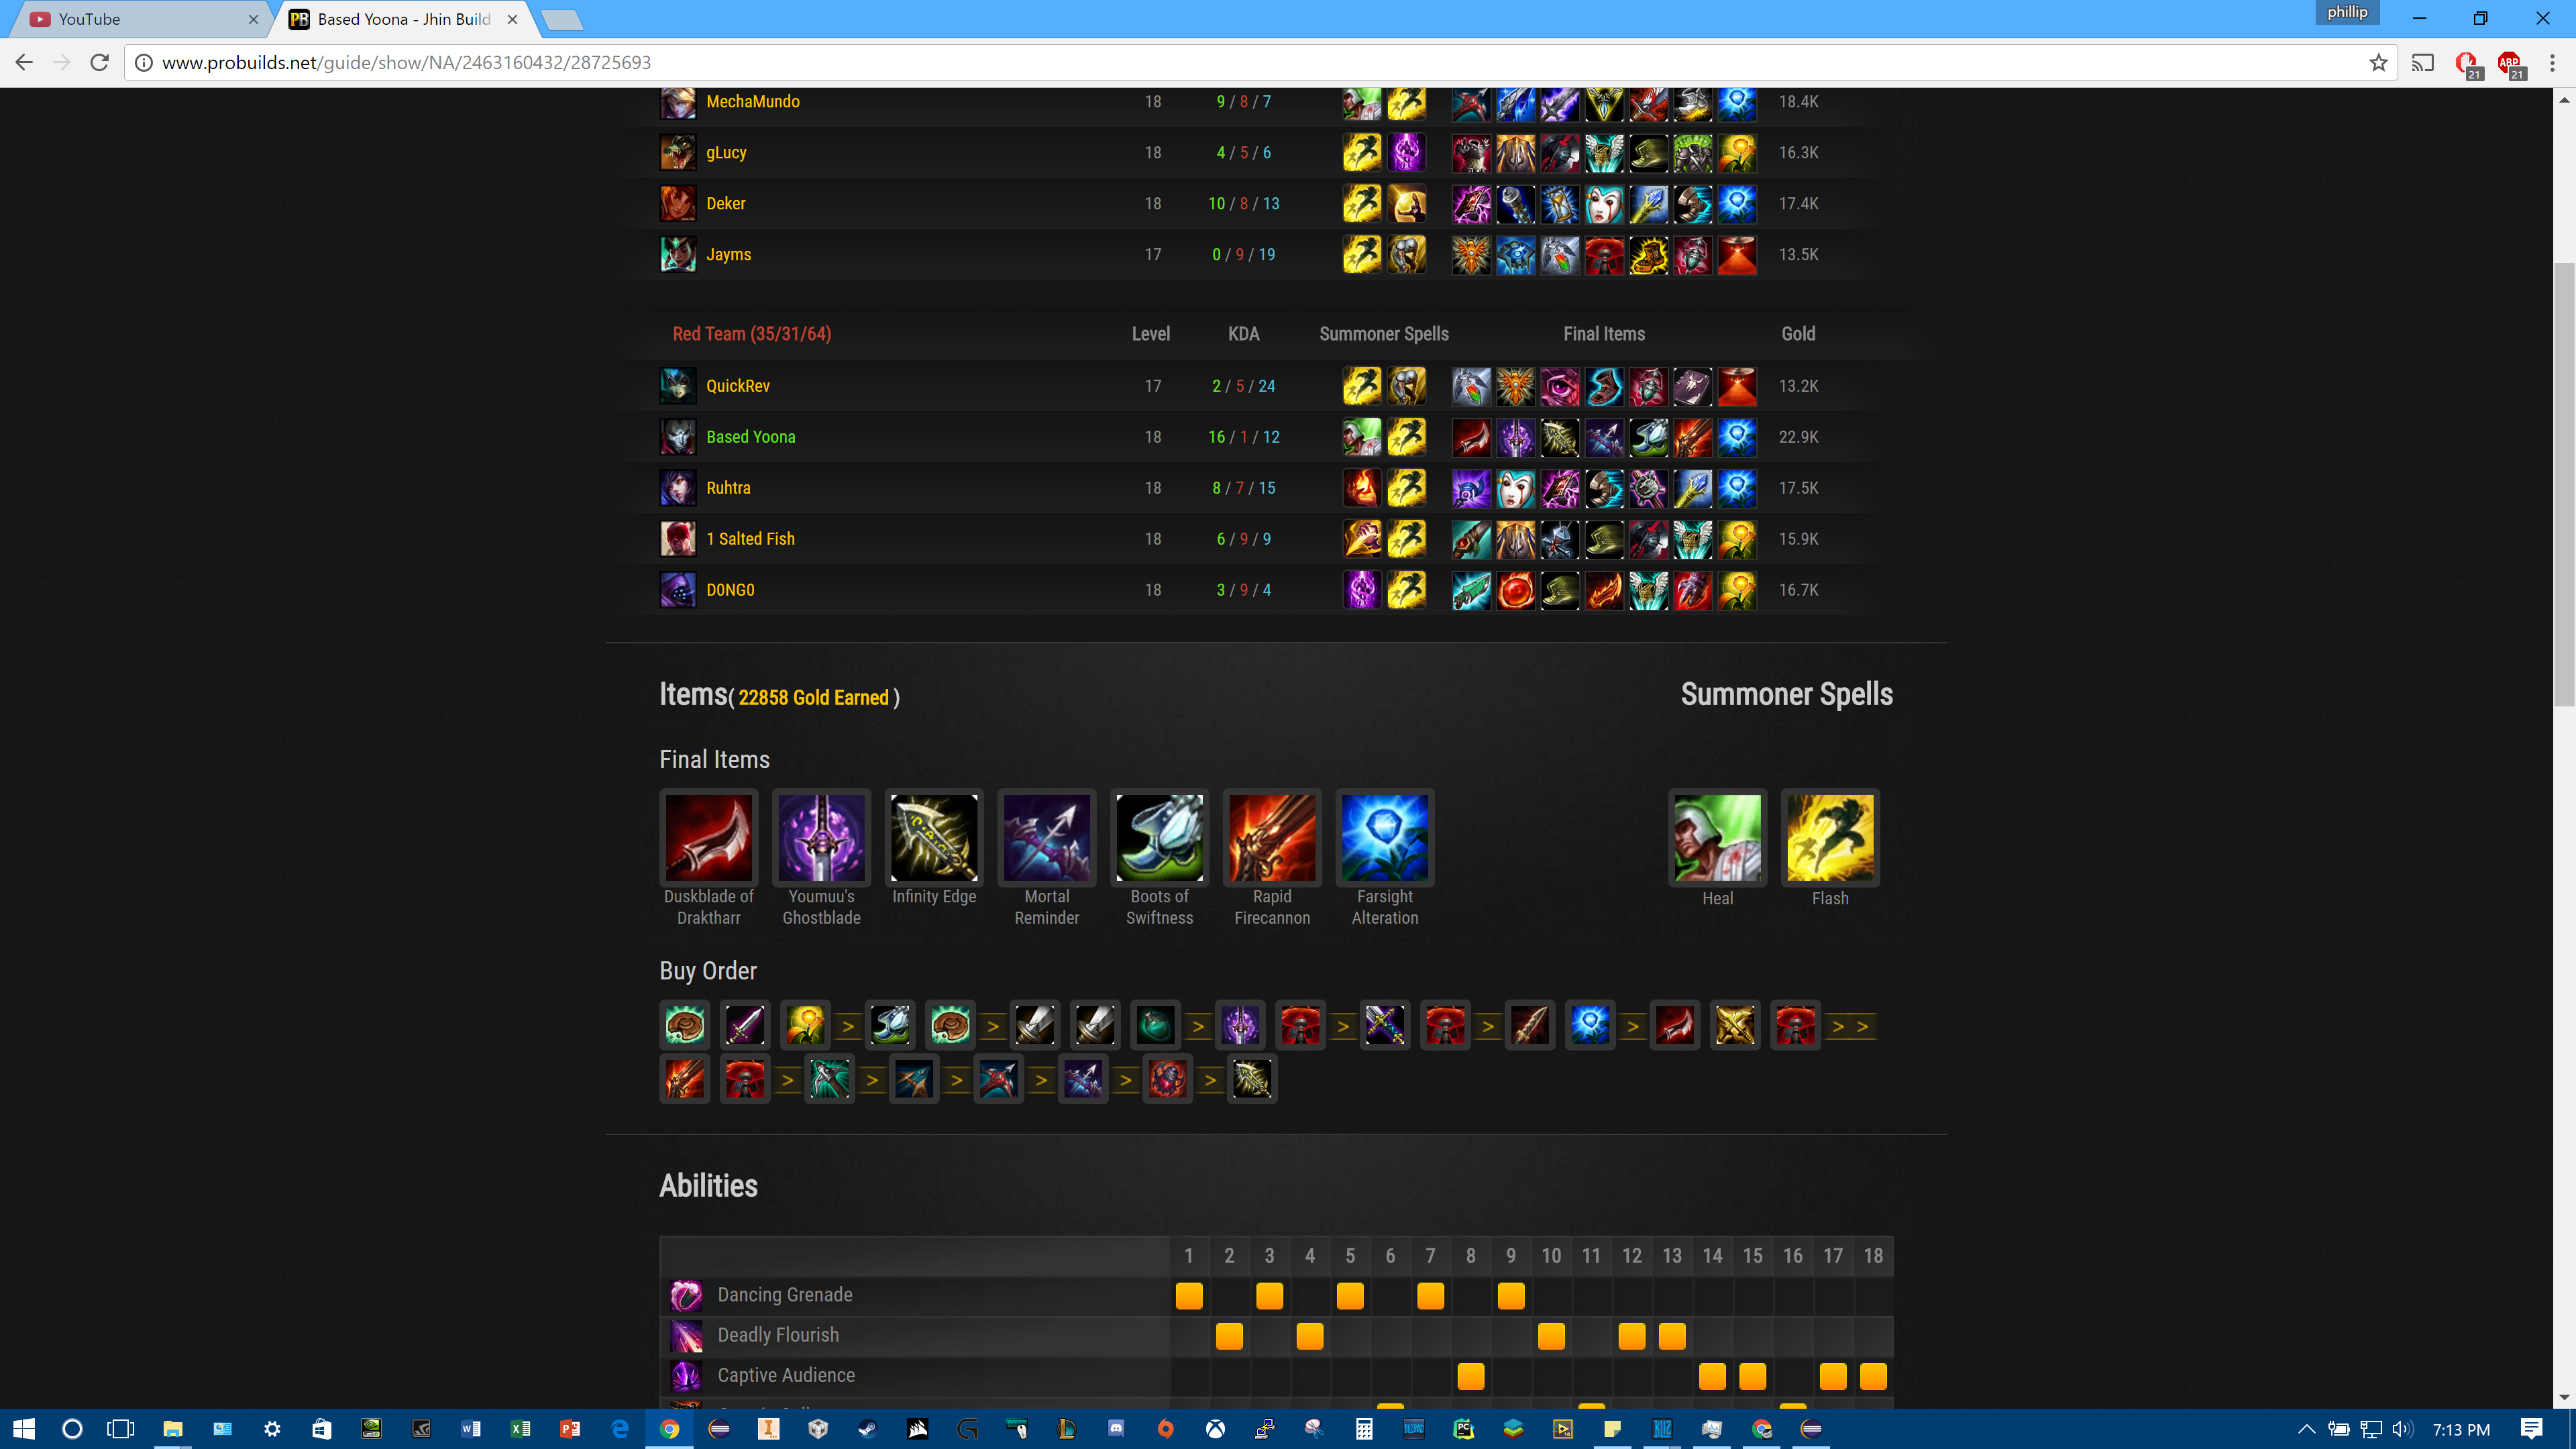 phillip
YouTube
Based Yoona - Jhin Build
www.probuilds.net/guide/show/NA/2463160432/28725693
21
ABP
21
MechaMundo 18 9 / 8 / 7 18.4K
gLucy 18 4 / 5 / 6 16.3K
Deker 18 10 / 8 / 13 17.4K
Jayms 17 0 / 9 / 19 13.5K
Red Team (35/31/64) Level KDA Summoner Spells Final Items Gold
QuickRev 17 2 / 5 / 24 13.2K
Based Yoona 18 16 / 1 / 12 22.9K
Ruhtra 18 8 / 7 / 15 17.5K
1 Salted Fish 18 6 / 9 / 9 15.9K
D0NG0 18 3 / 9 / 4 16.7K
Items( 22858 Gold Earned ) Summoner Spells
Final Items
Duskblade of Draktharr
Youmuu's Ghostblade
Infinity Edge
Mortal Reminder
Boots of Swiftness
Rapid Firecannon
Farsight Alteration
Heal
Flash
Buy Order
> > > > > > > >
> > > > > >
Abilities
1 2 3 4 5 6 7 8 9 10 11 12 13 14 15 16 17 18
Dancing Grenade
Deadly Flourish
Captive Audience
7:13 PM